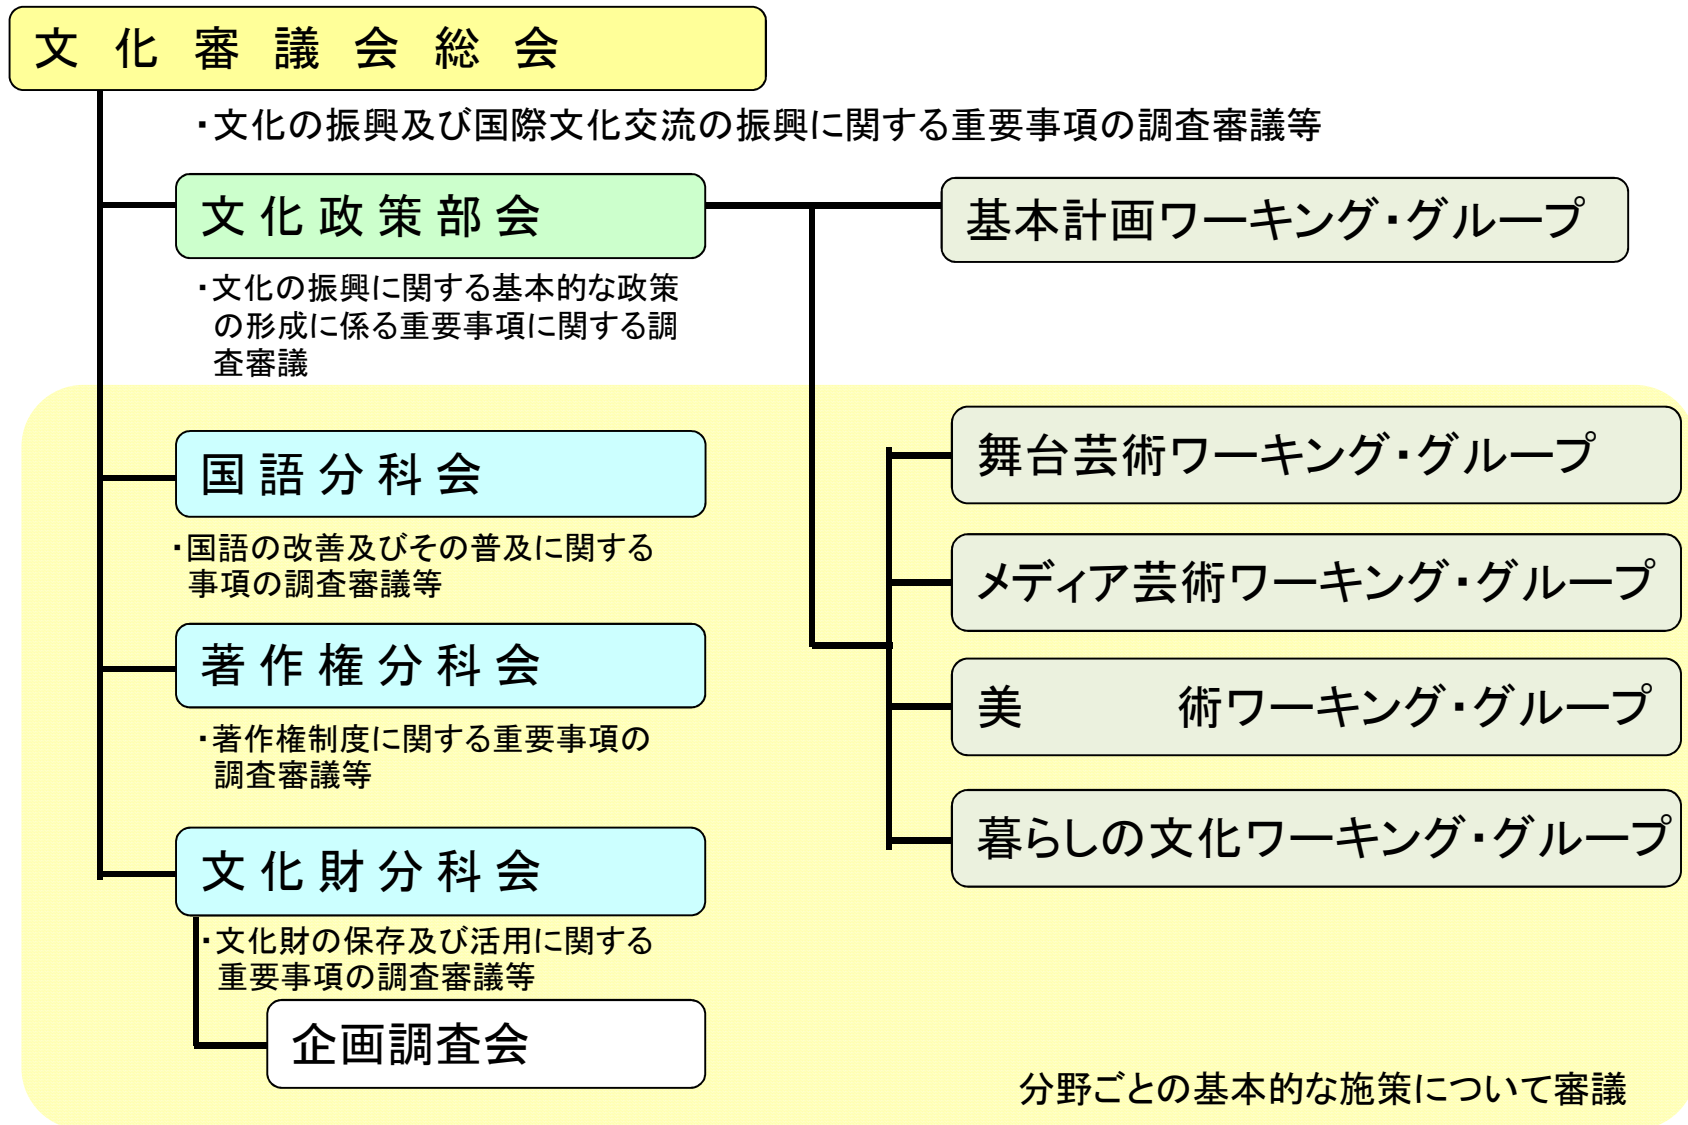 文化審議会総会
・文化の振興及び国際文化交流の振興に関する重要事項の調査審議等
文化政策部会
・文化の振興に関する基本的な政策
の形成に係る重要事項に関する調
査審議
基本計画ワーキング・グループ
国語分科会
・国語の改善及びその普及に関する
事項の調査審議等
著作権分科会
・著作権制度に関する重要事項の
調査審議等
文化財分科会
・文化財の保存及び活用に関する
重要事項の調査審議等
企画調査会
舞台芸術ワーキング・グループ
メディア芸術ワーキング・グループ
美　　　術ワーキング・グループ
暮らしの文化ワーキング・グループ
分野ごとの基本的な施策について審議